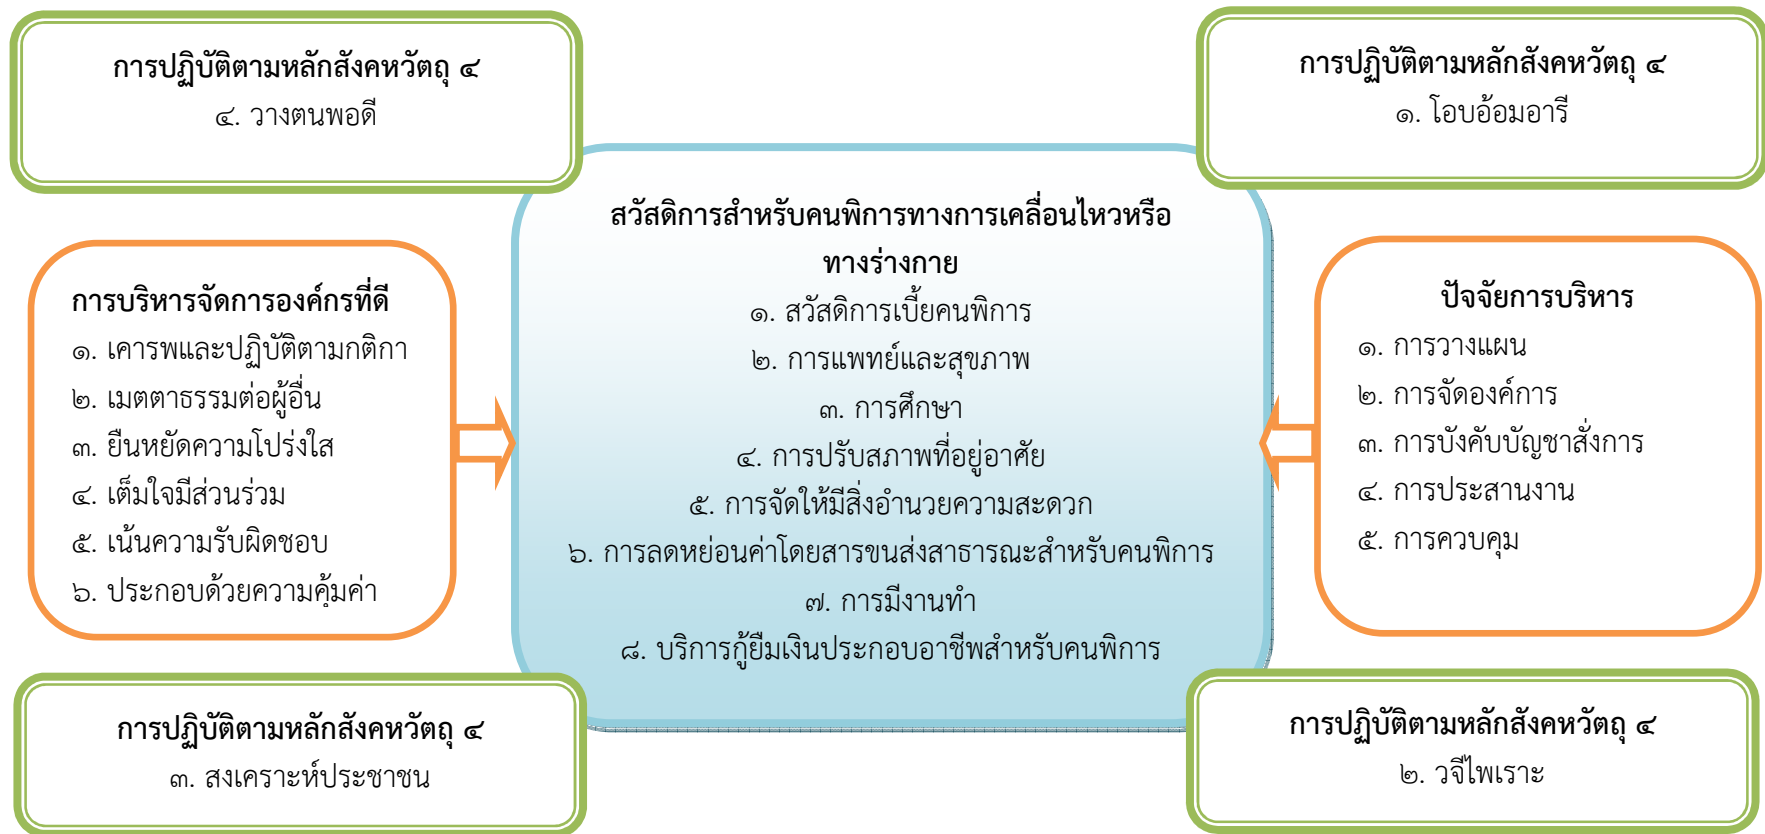 การปฏิบัติตามหลักสังคหวัตถุ ๔
๔. วางตนพอดี
การปฏิบัติตามหลักสังคหวัตถุ ๔
๑. โอบอ้อมอารี
สวัสดิการสำหรับคนพิการทางการเคลื่อนไหวหรือ
ทางร่างกาย
๑. สวัสดิการเบี้ยคนพิการ
๒. การแพทย์และสุขภาพ
๓. การศึกษา
๔. การปรับสภาพที่อยู่อาศัย
๕. การจัดให้มีสิ่งอำนวยความสะดวก
๖. การลดหย่อนค่าโดยสารขนส่งสาธารณะสำหรับคนพิการ
๗. การมีงานทำ
๘. บริการกู้ยืมเงินประกอบอาชีพสำหรับคนพิการ
การบริหารจัดการองค์กรที่ดี
๑. เคารพและปฏิบัติตามกติกา
๒. เมตตาธรรมต่อผู้อื่น
๓. ยืนหยัดความโปร่งใส
๔. เต็มใจมีส่วนร่วม
๕. เน้นความรับผิดชอบ
๖. ประกอบด้วยความคุ้มค่า
ปัจจัยการบริหาร
๑. การวางแผน
๒. การจัดองค์การ
๓. การบังคับบัญชาสั่งการ
๔. การประสานงาน
๕. การควบคุม
การปฏิบัติตามหลักสังคหวัตถุ ๔
๓. สงเคราะห์ประชาชน
การปฏิบัติตามหลักสังคหวัตถุ ๔
๒. วจีไพเราะ